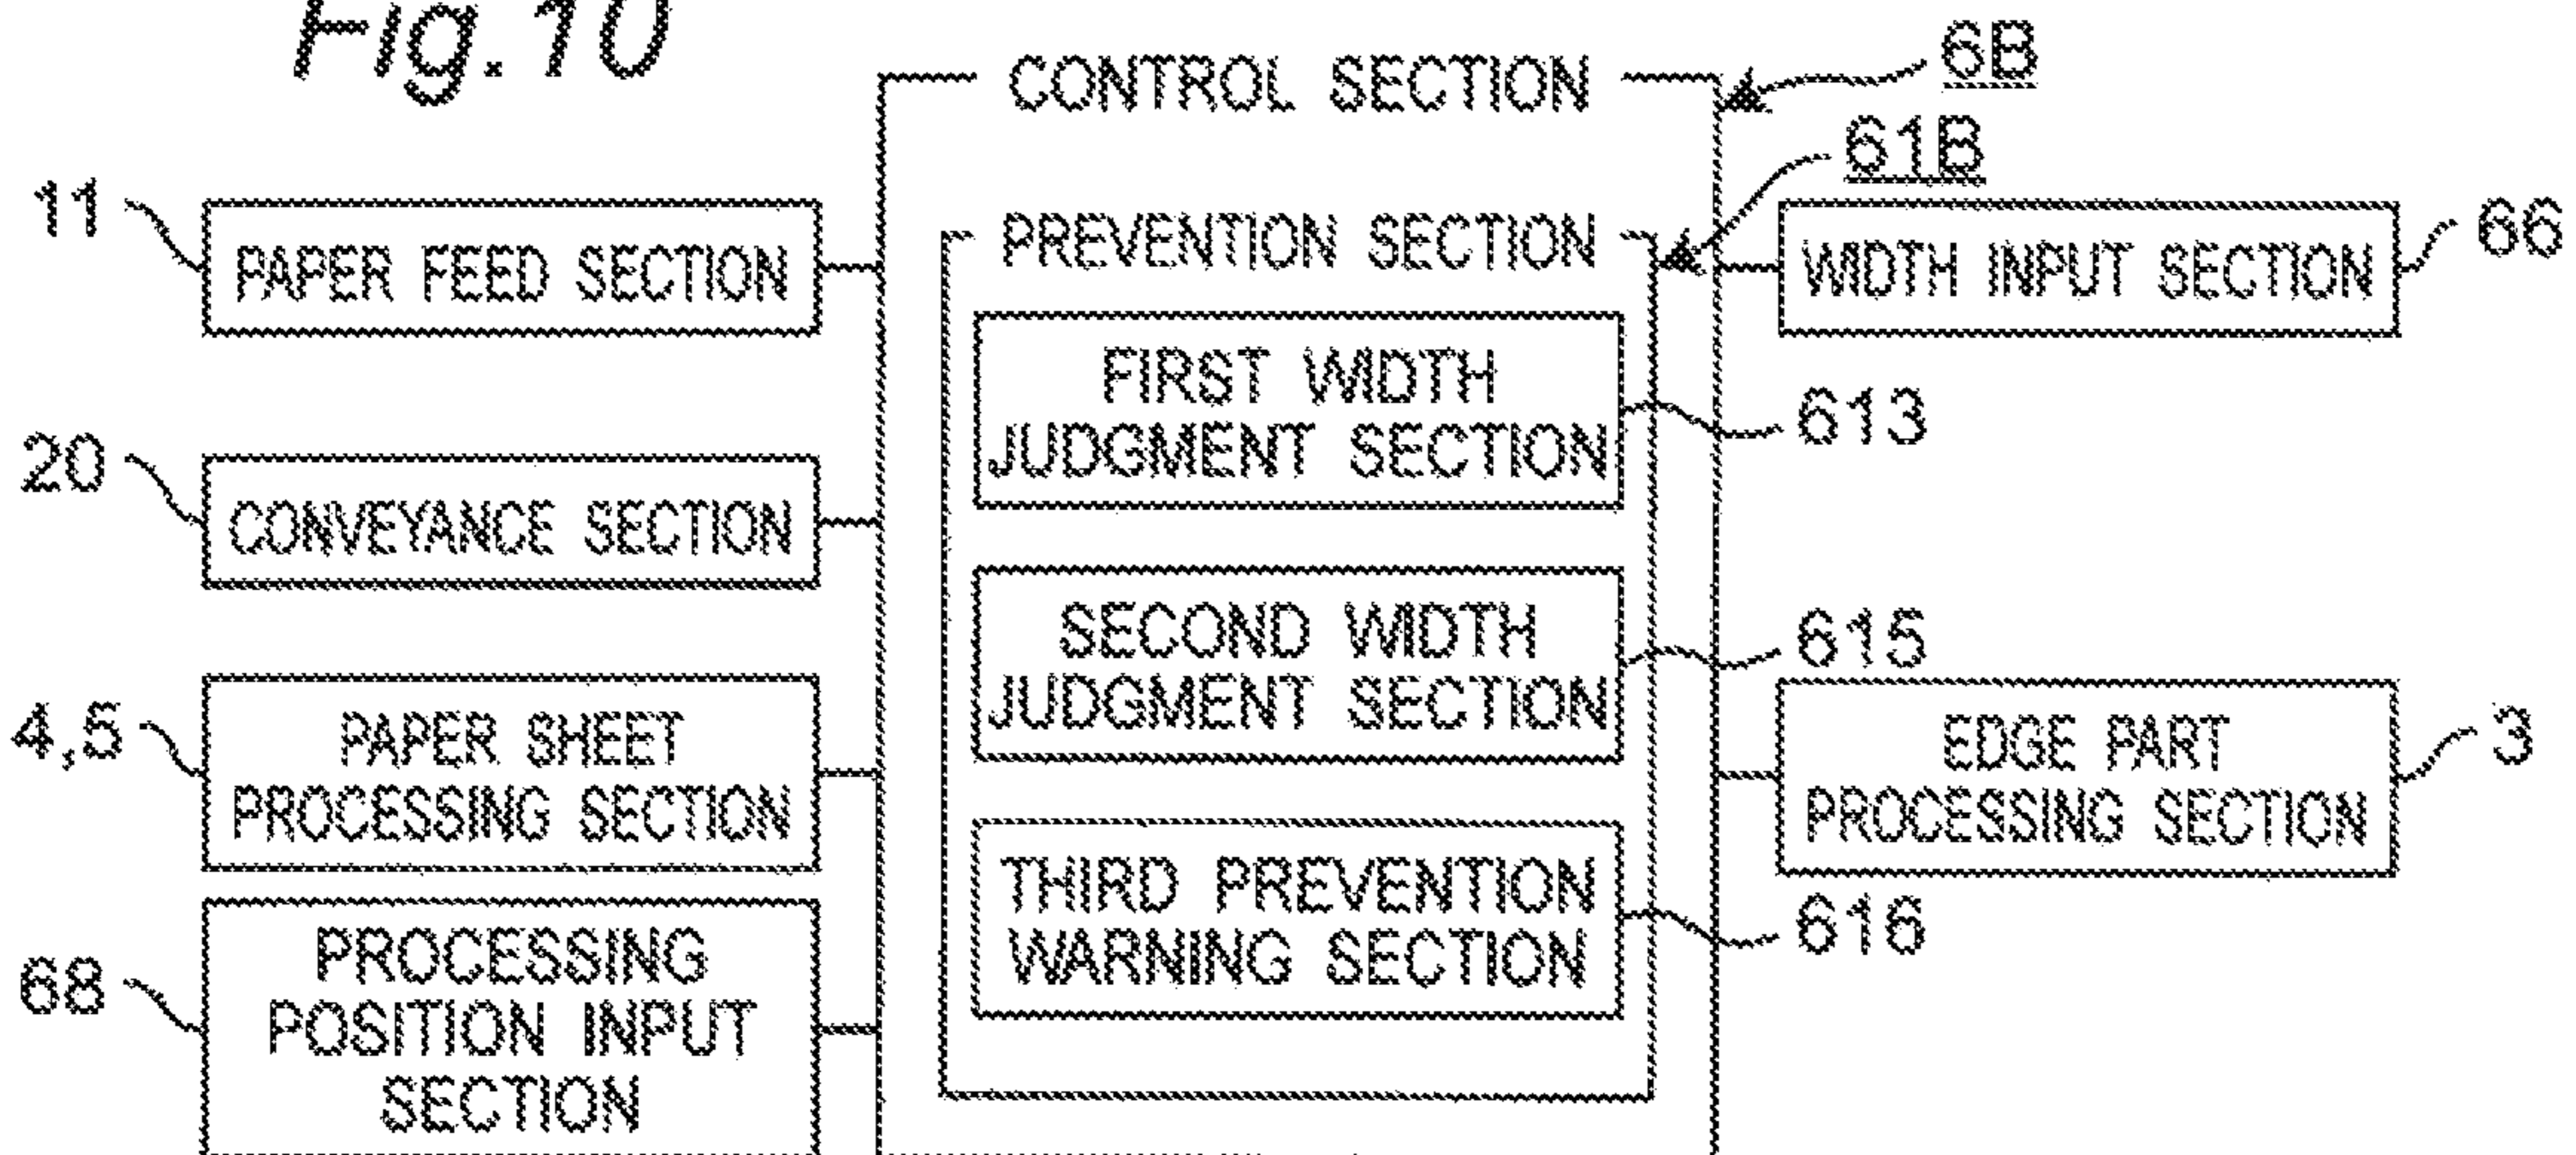 Fig.10
CONTROL SECTION
6B
61B
11
PAPER FEED SECTION
PREVENTION SECTION
WIDTH INPUT SECTION
66
FIRST WIDTH
JUDGMENT SECTION
613
20
CONVEYANCE SECTION
SECOND WIDTH
JUDGMENT SECTION
615
4,5
PAPER SHEET
PROCESSING SECTION
EDGE PART
PROCESSING SECTION
3
THIRD PREVENTION
WARNING SECTION
616
68
PROCESSING
POSITION INPUT
SECTION